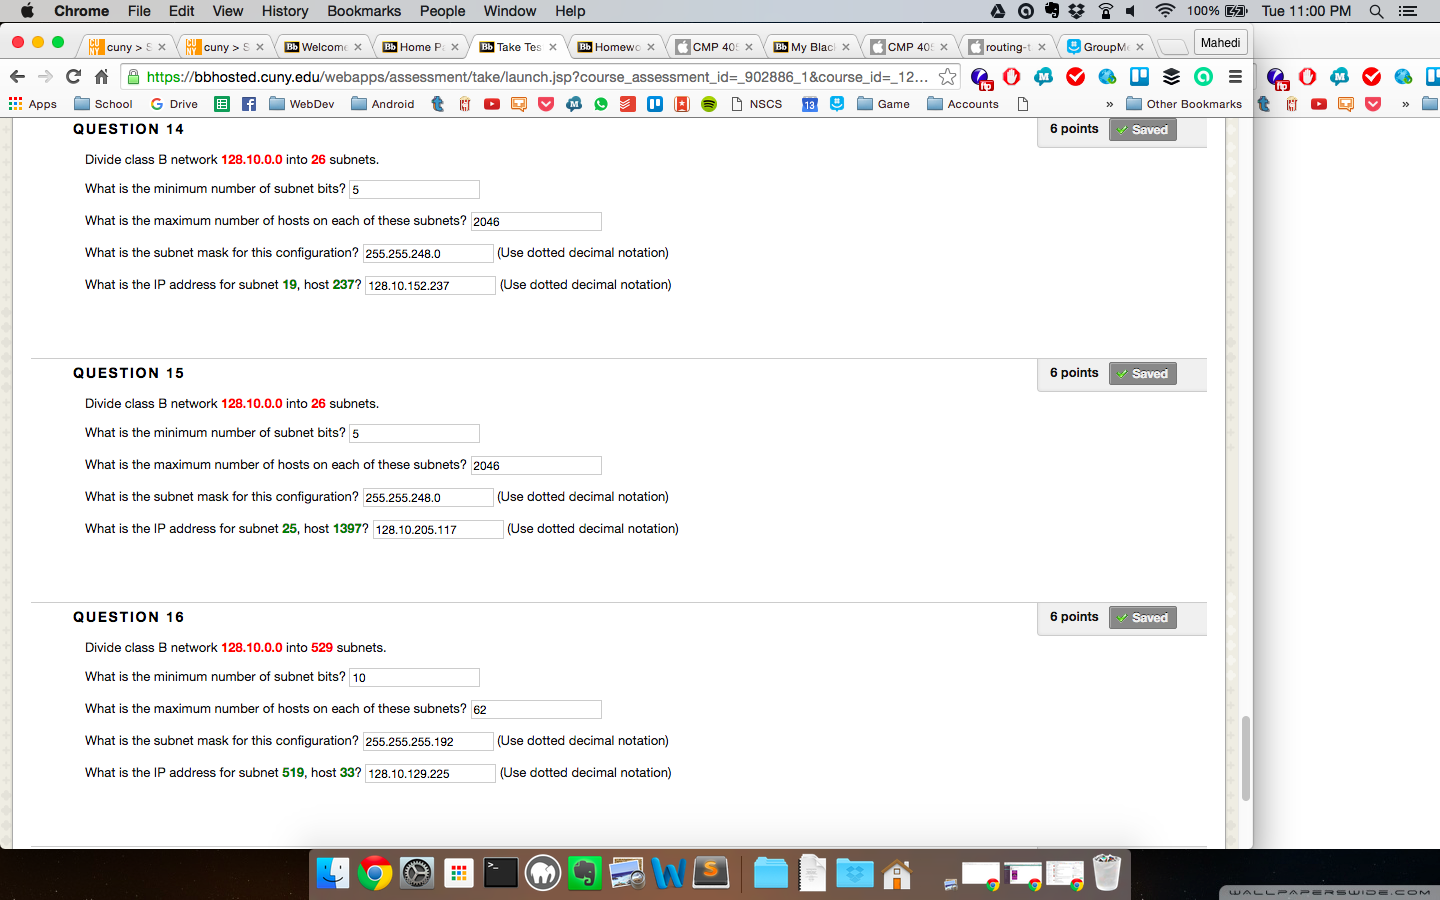 Chrome File Edit View History Bookmarks People Window Help 100% Tue 11:00 PM
cuny > S cuny > S Bb Welcome Bb Home P Bb Take Tes Bb Homewo CMP 405 Bb My Blac CMP 405 routing-t GroupMe Mahedi
https://bbhosted.cuny.edu/webapps/assessment/take/launch.jsp?course_assessment_id=_902886_1&course_id=_12...
Apps School Drive WebDev Android NSCS 13 Game Accounts » Other Bookmarks »
QUESTION 14
6 points Saved
Divide class B network 128.10.0.0 into 26 subnets.
What is the minimum number of subnet bits? 5
What is the maximum number of hosts on each of these subnets? 2046
What is the subnet mask for this configuration? 255.255.248.0 (Use dotted decimal notation)
What is the IP address for subnet 19, host 237? 128.10.152.237 (Use dotted decimal notation)
QUESTION 15
6 points Saved
Divide class B network 128.10.0.0 into 26 subnets.
What is the minimum number of subnet bits? 5
What is the maximum number of hosts on each of these subnets? 2046
What is the subnet mask for this configuration? 255.255.248.0 (Use dotted decimal notation)
What is the IP address for subnet 25, host 1397? 128.10.205.117 (Use dotted decimal notation)
QUESTION 16
6 points Saved
Divide class B network 128.10.0.0 into 529 subnets.
What is the minimum number of subnet bits? 10
What is the maximum number of hosts on each of these subnets? 62
What is the subnet mask for this configuration? 255.255.255.192 (Use dotted decimal notation)
What is the IP address for subnet 519, host 33? 128.10.129.225 (Use dotted decimal notation)
WALLPAPERSWIDE.COM